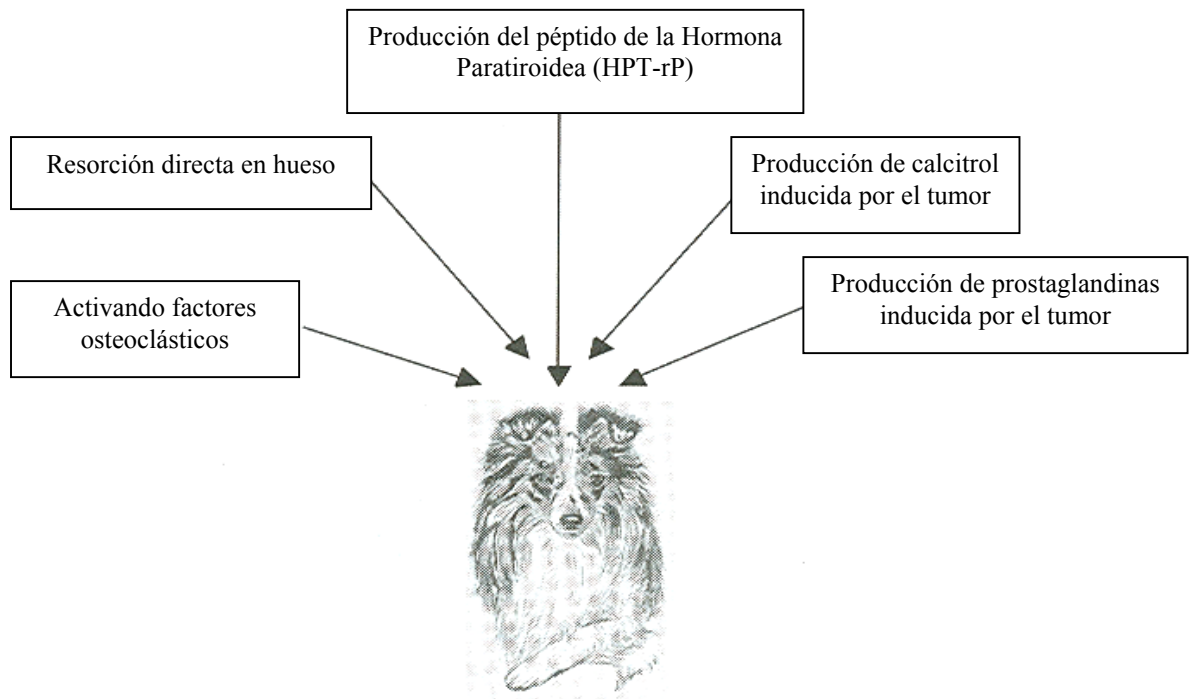 Producción del péptido de la Hormona
Paratiroidea (HPT-rP)
Resorción directa en hueso
Producción de calcitrol
inducida por el tumor
Activando factores
osteoclásticos
Producción de prostaglandinas
inducida por el tumor